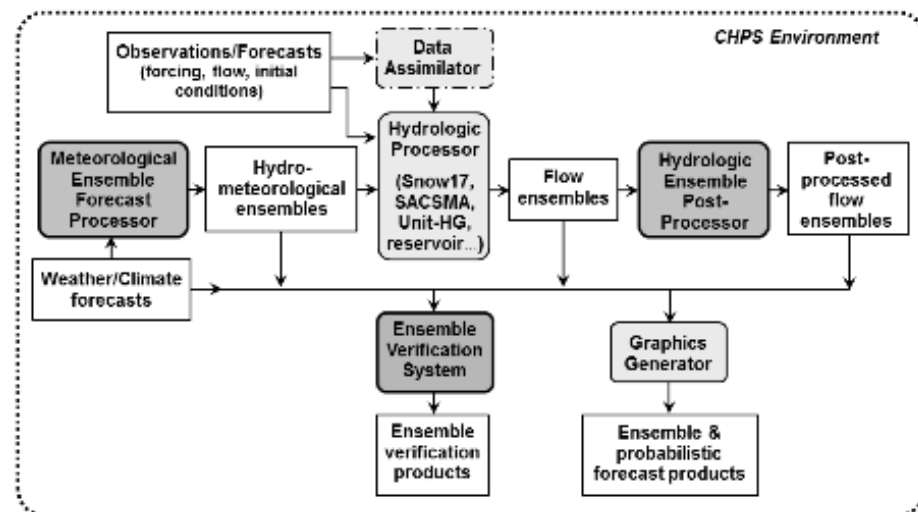 CHPS Environment
Observations/Forecasts
(forcing, flow, initial
conditions)
Data
Assimilator
Meteorological
Ensemble
Forecast
Processor
Hydro-
meteorological
ensembles
Hydrologic
Processor
(Snow17,
SACSMA,
Unit-HG,
reservoir...)
Flow
ensembles
Hydrologic
Ensemble
Post-
Processor
Post-
processed
flow
ensembles
Weather/Climate
forecasts
Ensemble
Verification
System
Graphics
Generator
Ensemble
verification
products
Ensemble &
probabilistic
forecast products